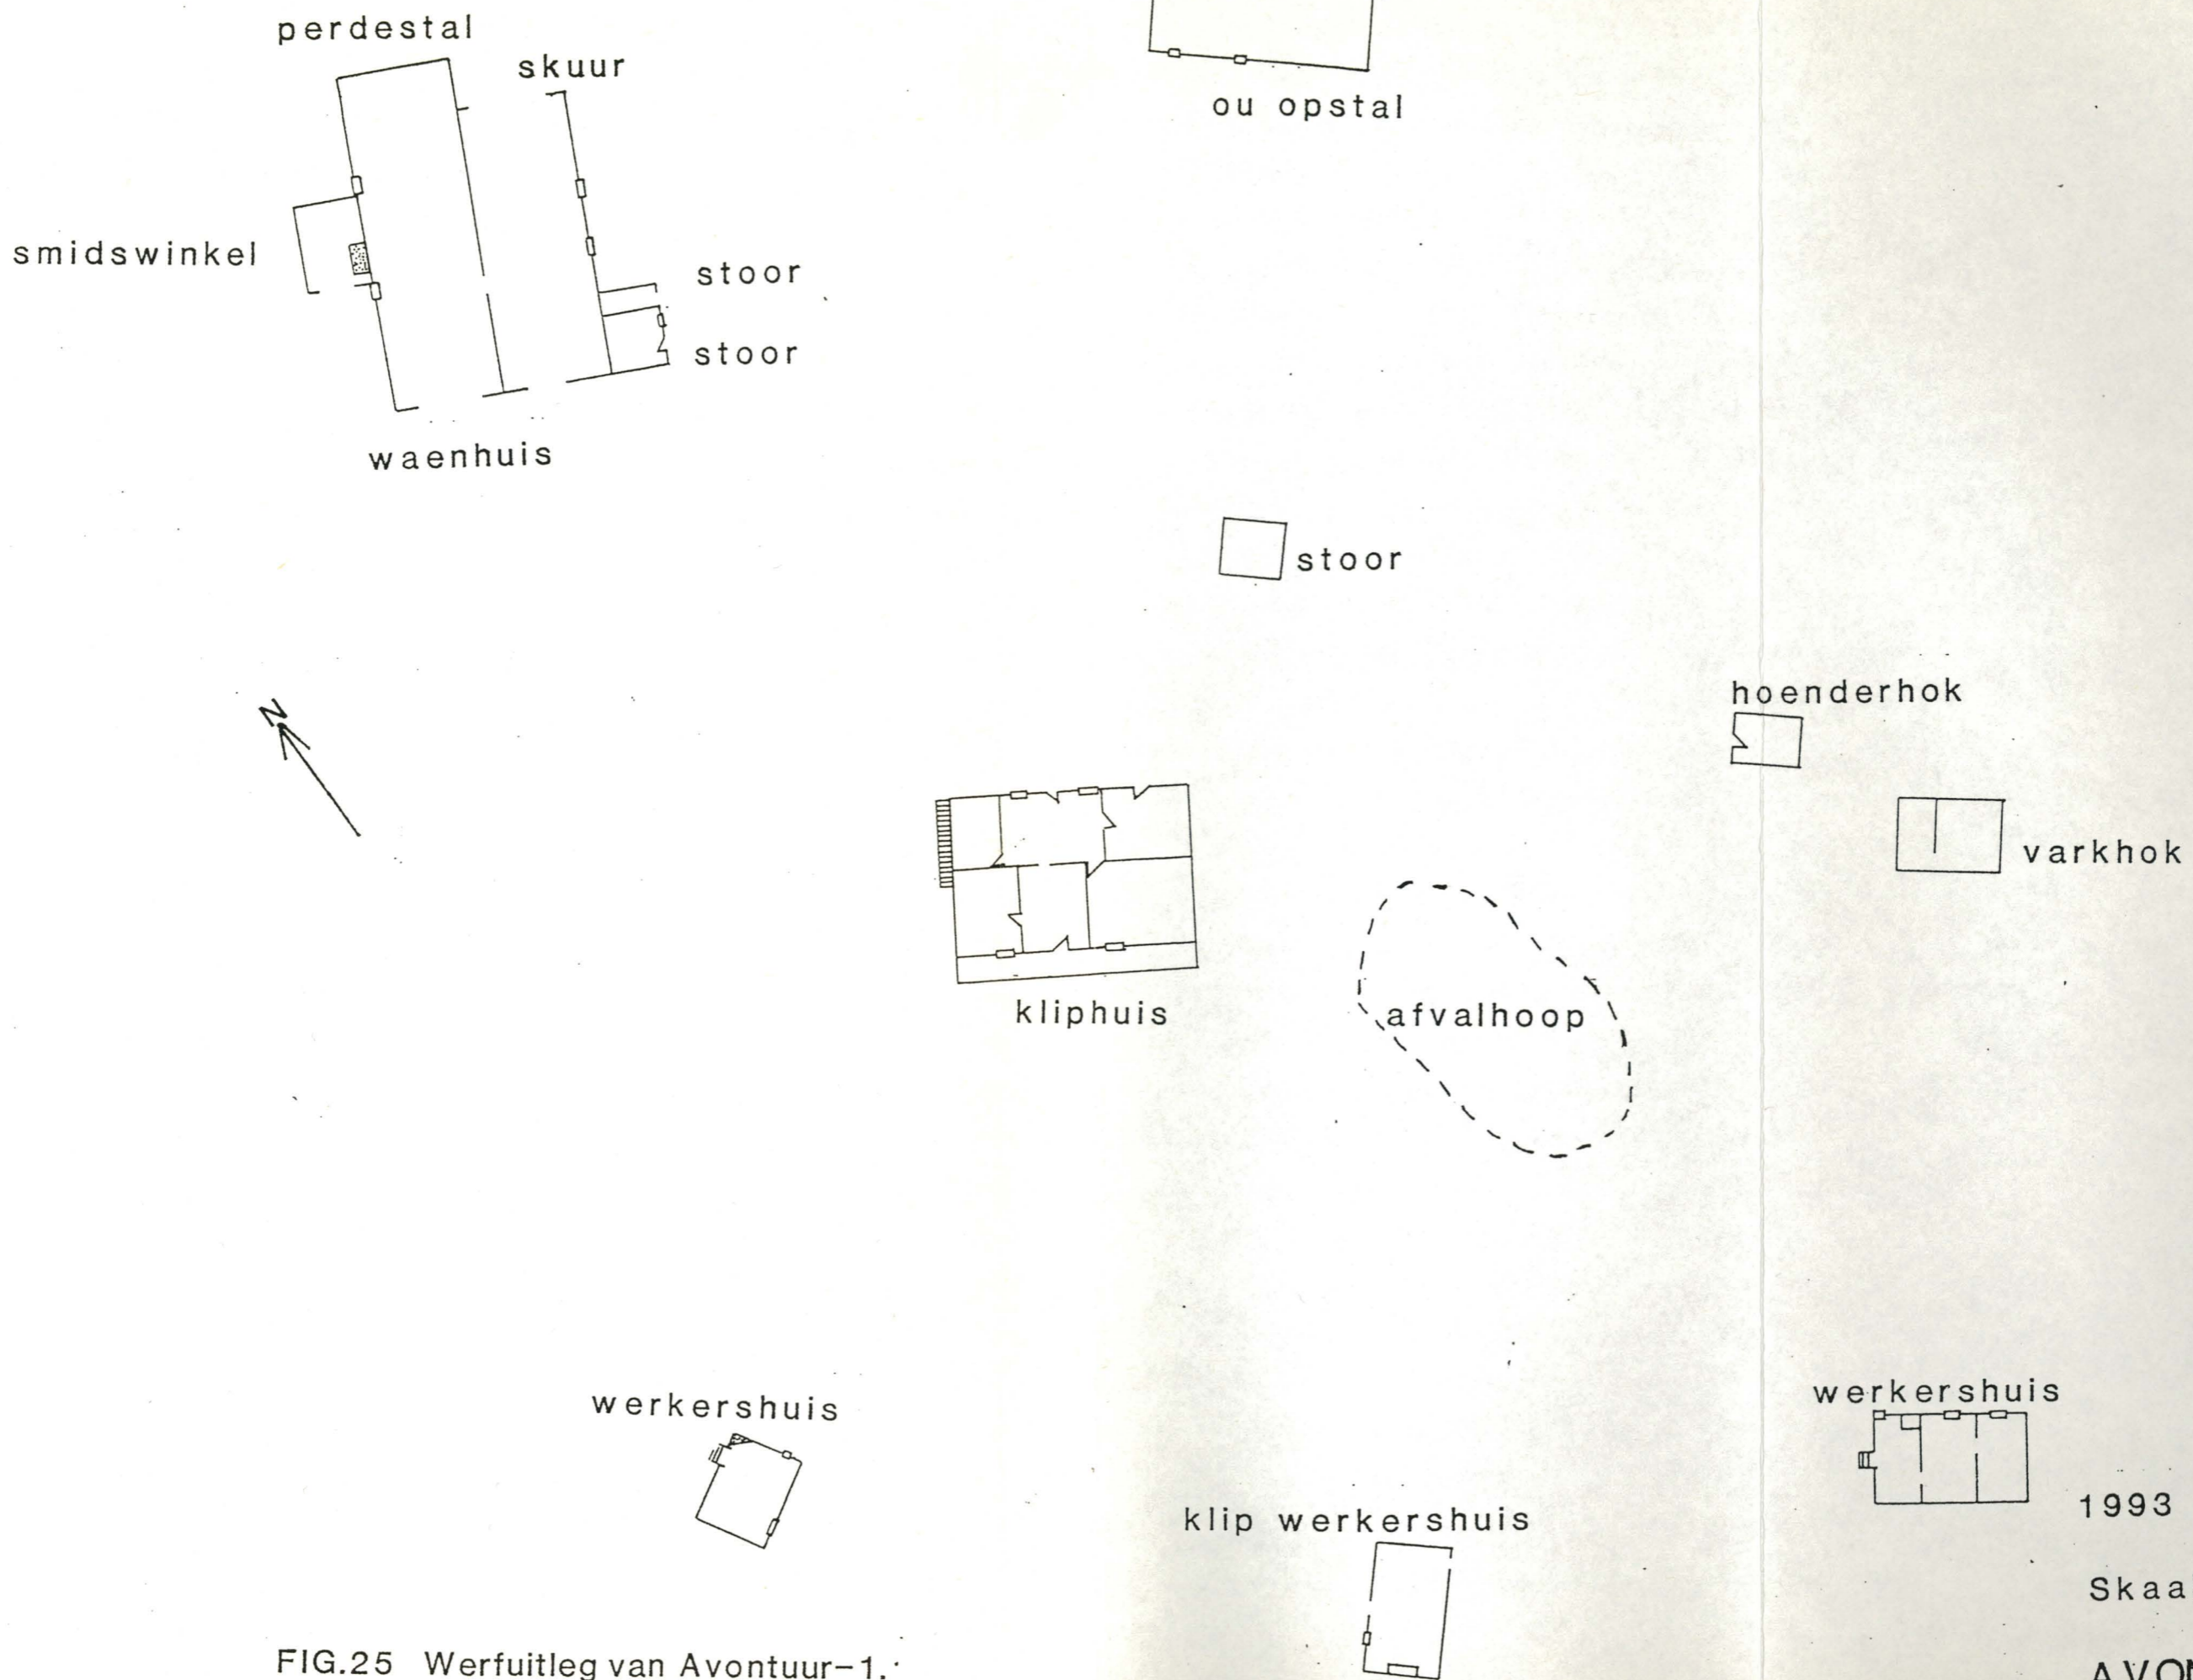 perdestal
skuur
ou opstal
smidswinkel
stoor
stoor
waenhuis
stoor
N
hoenderhok
varkhok
kliphuis
afvalhoop
werkershuis
werkershuis
klip werkershuis
1993
Skaa
FIG.25 Werfuitleg van Avontuur-1.